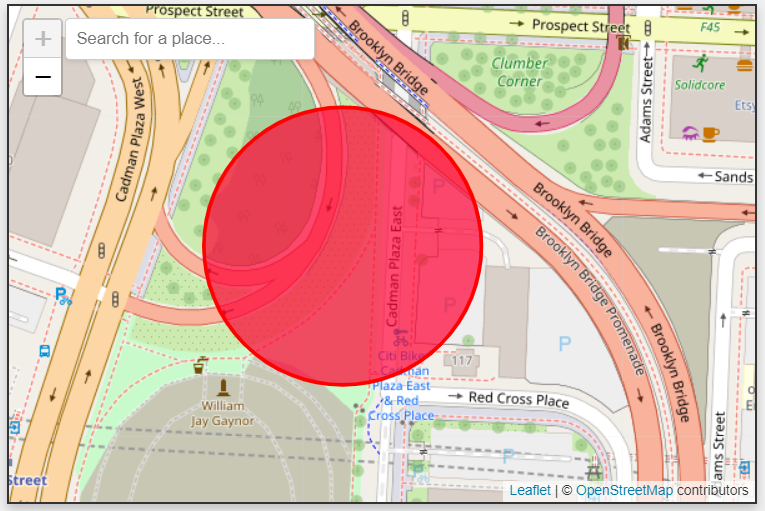 +
−
Search for a place...
Prospect Street
Prospect Street
F45
Brooklyn Bridge
Clumber
Corner
Adams Street
Solidcore
Etsy
Cadman Plaza West
P
Sands
Brooklyn Bridge
Cadman Plaza East
Brooklyn Bridge Promenade
P
P
Brooklyn Bridge
Citi Bike
- Cadman
Plaza East
& Red
Cross Place
117
Red Cross Place
William
Jay Gaynor
P
P
Street
Adams Street
Leaflet | © OpenStreetMap contributors